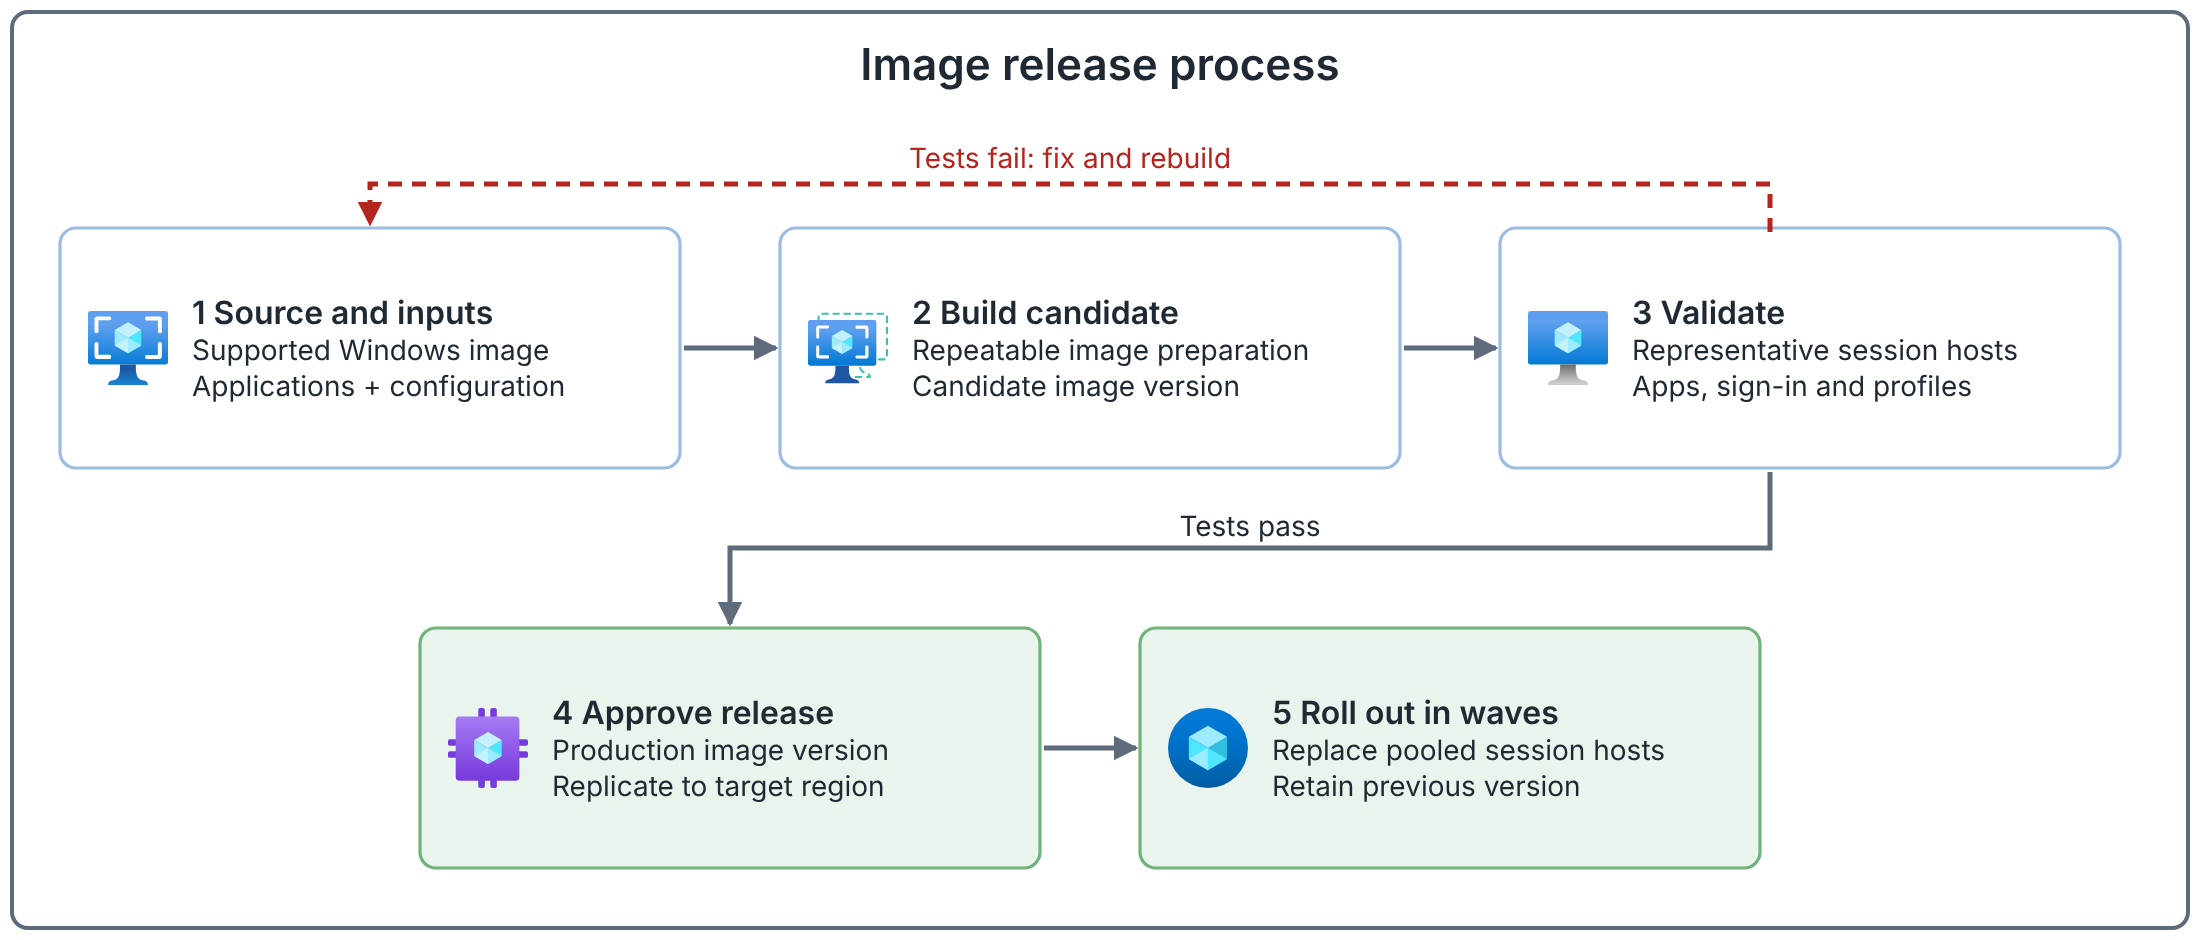 Image release process
Tests fail: fix and rebuild
1 Source and inputs
Supported Windows image
Applications + configuration
2 Build candidate
Repeatable image preparation
Candidate image version
3 Validate
Representative session hosts
Apps, sign-in and profiles
Tests pass
4 Approve release
Production image version
Replicate to target region
5 Roll out in waves
Replace pooled session hosts
Retain previous version